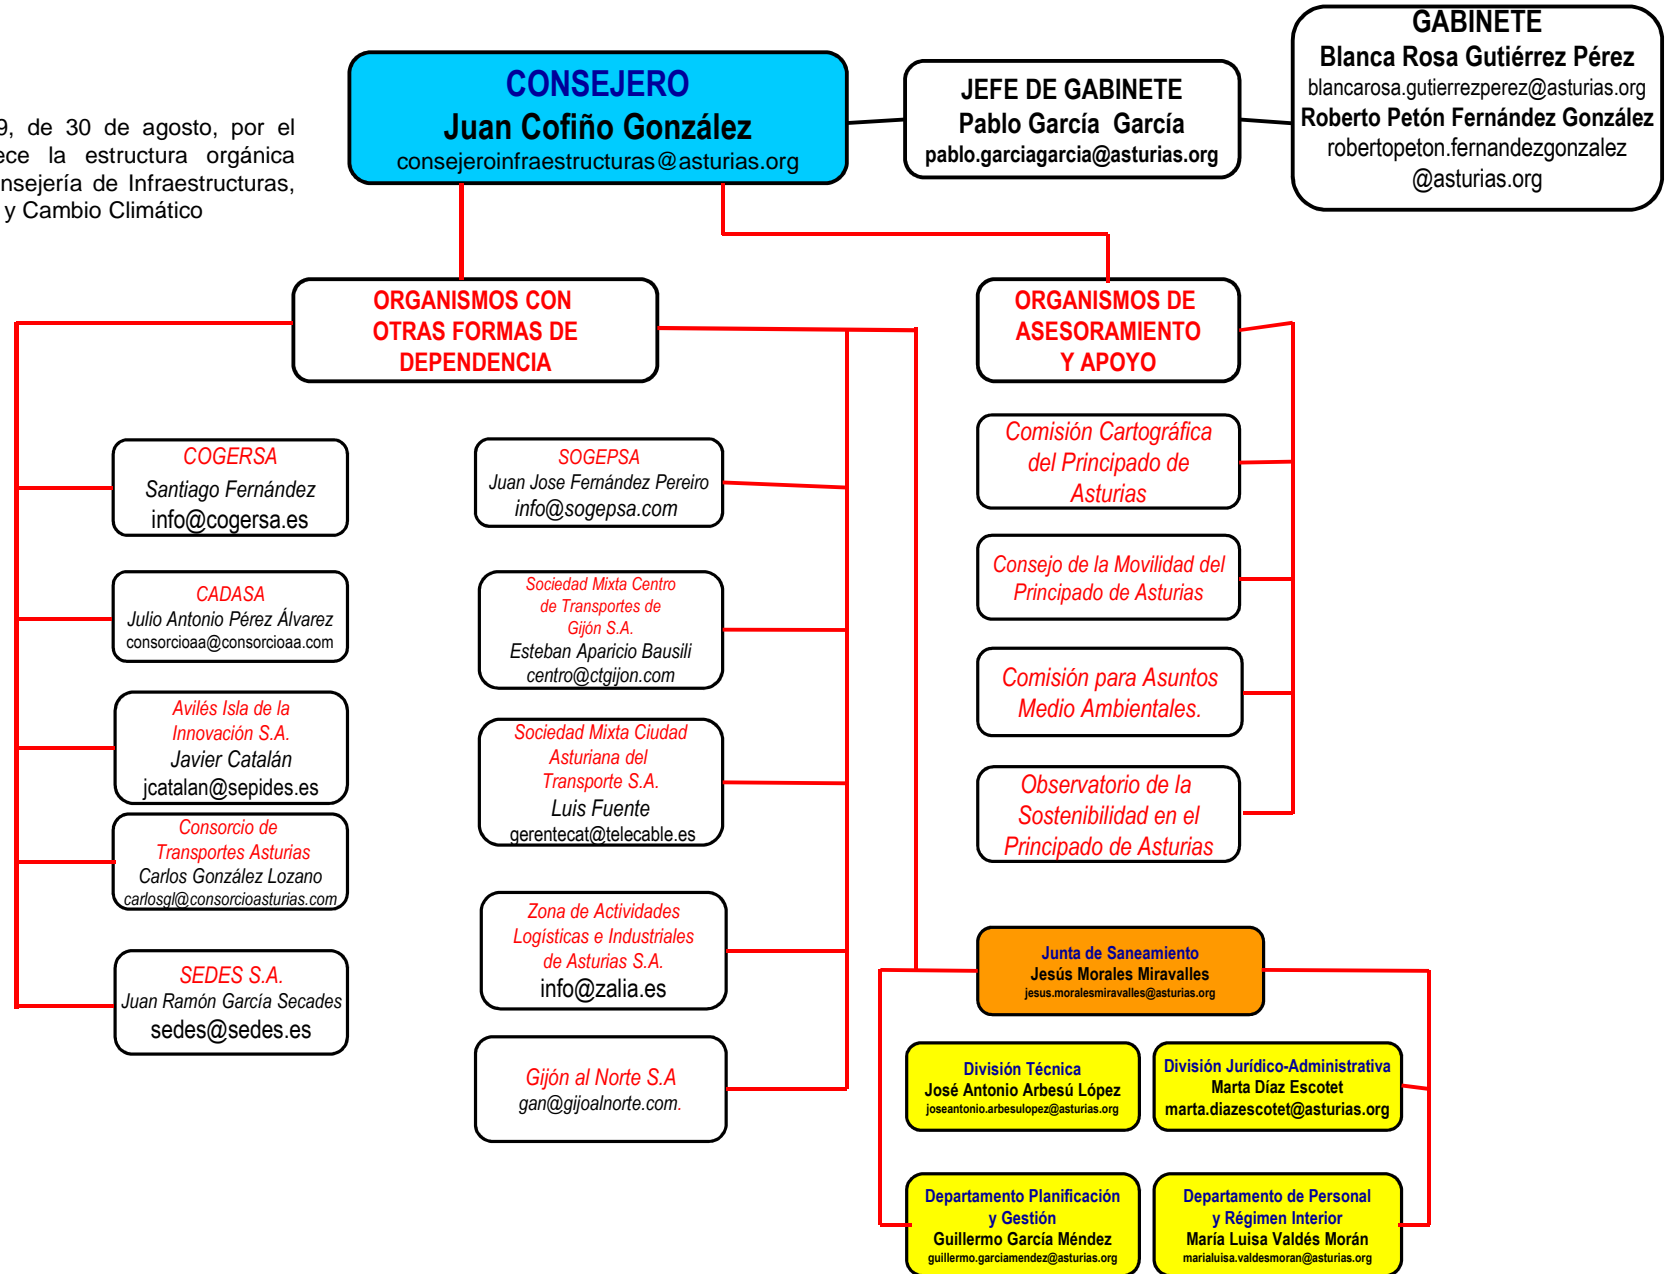 GABINETE
Blanca Rosa Gutiérrez Pérez
blancarosa.gutierrezperez@asturias.org
Roberto Petón Fernández González
robertopeton.fernandezgonzalez
@asturias.org
CONSEJERO
Juan Cofiño González
consejeroinfraestructuras@asturias.org
JEFE DE GABINETE
Pablo García García
pablo.garciagarcia@asturias.org
9, de 30 de agosto, por el
ece la estructura orgánica
onsejería de Infraestructuras,
y Cambio Climático
ORGANISMOS CON
OTRAS FORMAS DE
DEPENDENCIA
ORGANISMOS DE
ASESORAMIENTO
Y APOYO
COGERSA
Santiago Fernández
info@cogersa.es
CADASA
Julio Antonio Pérez Álvarez
consorcioaa@consorcioaa.com
Avilés Isla de la
Innovación S.A.
Javier Catalán
jcatalan@sepides.es
Consorcio de
Transportes Asturias
Carlos González Lozano
carlosgl@consorcioasturias.com
SEDES S.A.
Juan Ramón García Secades
sedes@sedes.es
SOGEPSA
Juan Jose Fernández Pereiro
info@sogepsa.com
Sociedad Mixta Centro
de Transportes de
Gijón S.A.
Esteban Aparicio Bausili
centro@ctgijon.com
Sociedad Mixta Ciudad
Asturiana del
Transporte S.A.
Luis Fuente
gerentecat@telecable.es
Zona de Actividades
Logísticas e Industriales
de Asturias S.A.
info@zalia.es
Gijón al Norte S.A
gan@gijoalnorte.com.
Comisión Cartográfica
del Principado de
Asturias
Consejo de la Movilidad del
Principado de Asturias
Comisión para Asuntos
Medio Ambientales.
Observatorio de la
Sostenibilidad en el
Principado de Asturias
Junta de Saneamiento
Jesús Morales Miravalles
jesus.moralesmiravalles@asturias.org
División Técnica
José Antonio Arbesú López
joseantonio.arbesulopez@asturias.org
División Jurídico-Administrativa
Marta Díaz Escotet
marta.diazescotet@asturias.org
Departamento Planificación
y Gestión
Guillermo García Méndez
guillermo.garciamendez@asturias.org
Departamento de Personal
y Régimen Interior
María Luisa Valdés Morán
marialuisa.valdesmoran@asturias.org